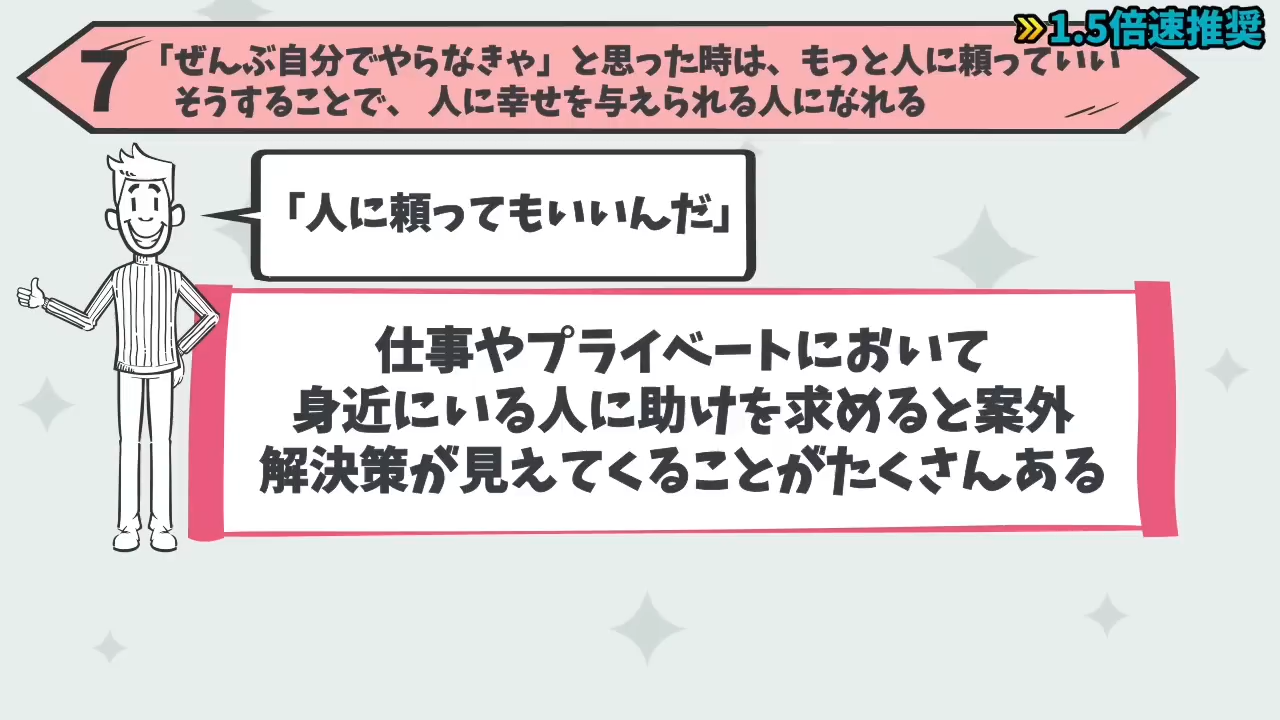 1.5倍速推奨
7
「ぜんぶ自分でやらなきゃ」と思った時は、もっと人に頼っていい
そうすることで、人に幸せを与えられる人になれる
「人に頼ってもいいんだ」
仕事やプライベートにおいて
身近にいる人に助けを求めると案外
解決策が見えてくることがたくさんある